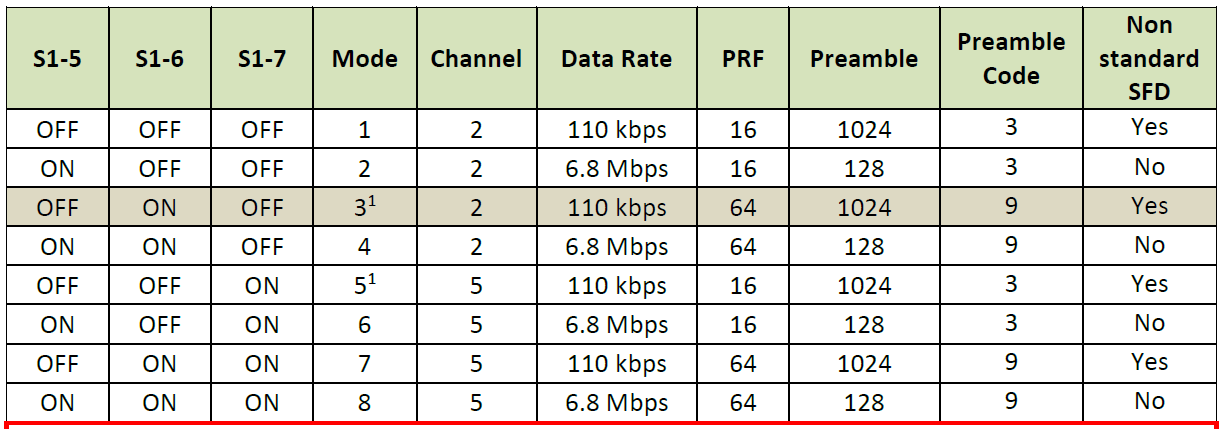 S1-5 S1-6 S1-7 Mode Channel Data Rate PRF Preamble Preamble Code Non standard SFD
OFF OFF OFF 1 2 110 kbps 16 1024 3 Yes
ON OFF OFF 2 2 6.8 Mbps 16 128 3 No
OFF ON OFF 3¹ 2 110 kbps 64 1024 9 Yes
ON ON OFF 4 2 6.8 Mbps 64 128 9 No
OFF OFF ON 5¹ 5 110 kbps 16 1024 3 Yes
ON OFF ON 6 5 6.8 Mbps 16 128 3 No
OFF ON ON 7 5 110 kbps 64 1024 9 Yes
ON ON ON 8 5 6.8 Mbps 64 128 9 No